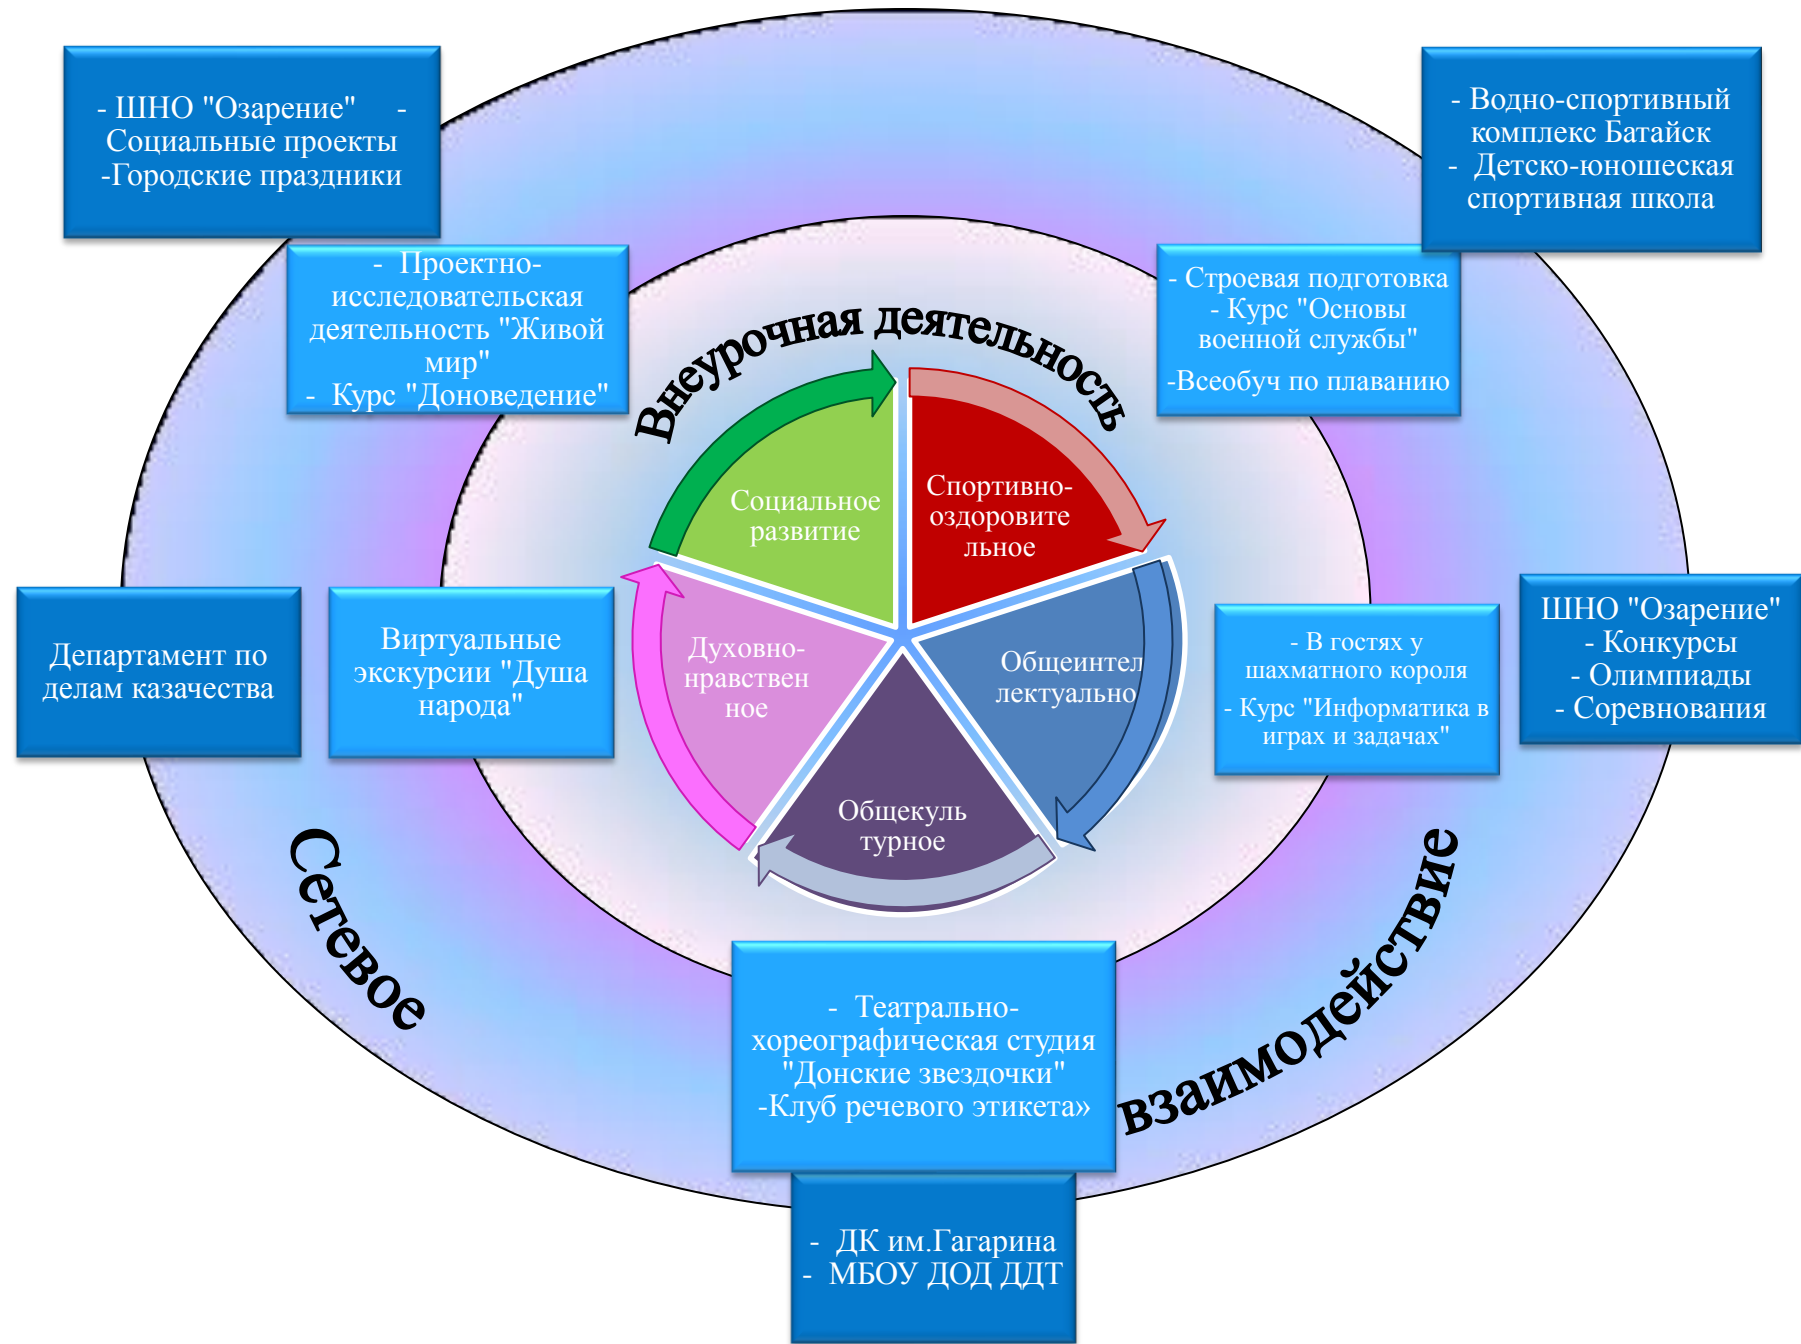 - ШНО "Озарение" -
Социальные проекты
-Городские праздники
- Водно-спортивный
комплекс Батайск
- Детско-юношеская
спортивная школа
- Проектно-
исследовательская
деятельность "Живой
мир"
- Курс "Доноведение"
- Строевая подготовка
- Курс "Основы
военной службы"
-Всеобуч по плаванию
Внеурочная деятельность
Социальное
развитие
Спортивно-
оздоровите
льное
Духовно-
нравствен
ное
Общеинтел
лектуально
Общекуль
турное
Департамент по
делам казачества
Виртуальные
экскурсии "Душа
народа"
- В гостях у
шахматного короля
- Курс "Информатика в
играх и задачах"
ШНО "Озарение"
- Конкурсы
- Олимпиады
- Соревнования
Сетевое
взаимодействие
- Театрально-
хореографическая студия
"Донские звездочки"
-Клуб речевого этикета»
- ДК им.Гагарина
- МБОУ ДОД ДДТ